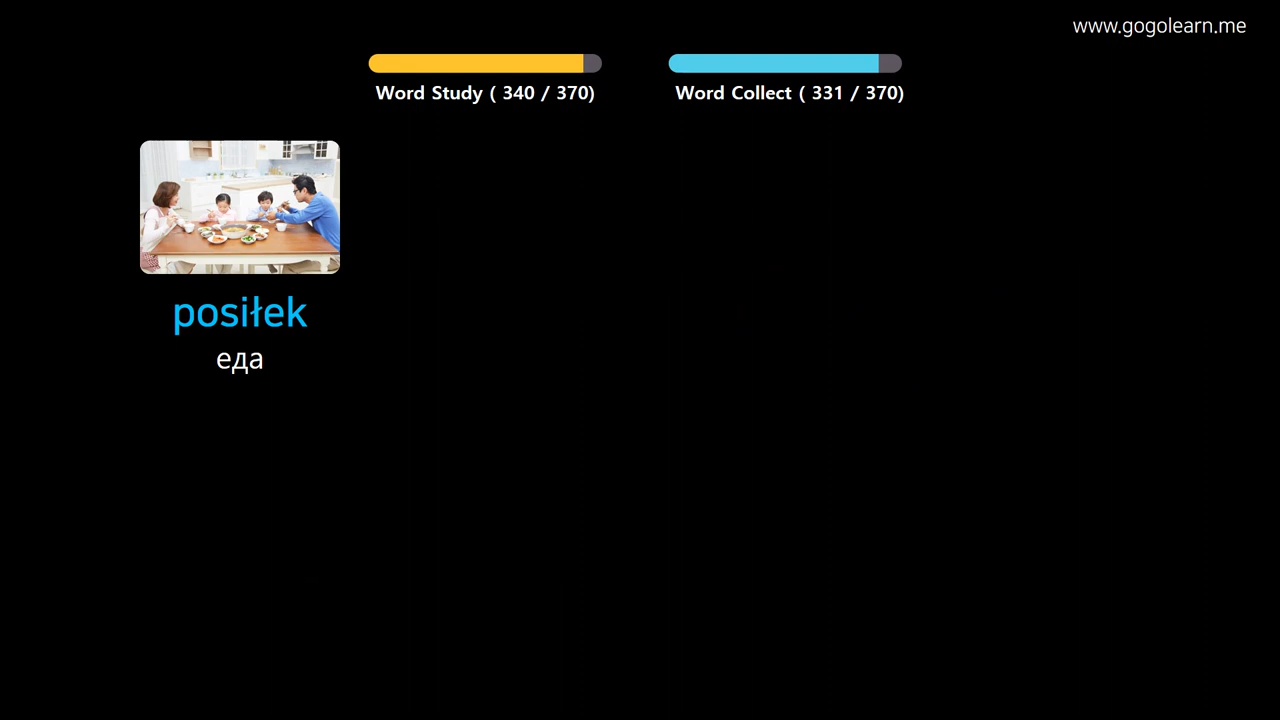 www.gogolearn.me
Word Study ( 340 / 370)
Word Collect ( 331 / 370)
posiłek
еда